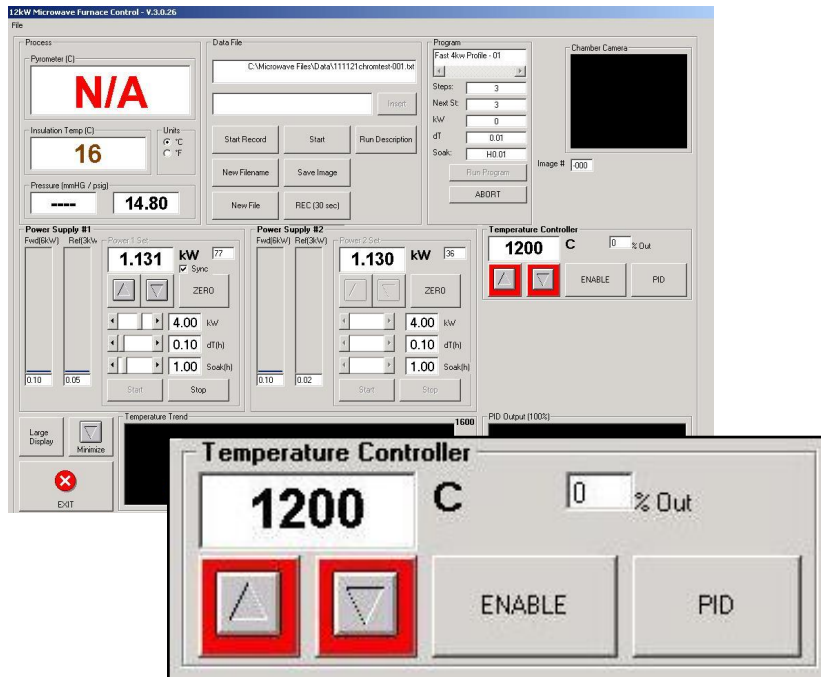 12kW Microwave Furnace Control - V.3.0.26
File
Process
Pyrometer (C)
N/A
Insulation Temp (C)
16
Units
°C
°F
Pressure (mmHG / psig)
----
14.80
Data File
C:\Microwave Files\Data\111121chromtest-001.txt
Insert
Start Record
Start
Run Description
New Filename
Save Image
New File
REC (30 sec)
Program
Fast 4kw Profile - 01
Steps: 3
Next St: 3
kW 0
dT 0.01
Soak: H0.01
Run Program
ABORT
Chamber Camera
Image # -000
Power Supply #1
Fwd(6kW) Ref(3kW
0.10
0.05
Power 1 Set
1.131 kW 77
Sync
ZERO
4.00 kW
0.10 dT(h)
1.00 Soak(h)
Start
Stop
Power Supply #2
Fwd(6kW) Ref(3kW)
0.10
0.02
Power 2 Set
1.130 kW 36
ZERO
4.00 kW
0.10 dT(h)
1.00 Soak(h)
Start
Stop
Temperature Controller
1200 C 0 % Out
ENABLE
PID
Large
Display
Minimize
EXIT
Temperature Trend
1600
PID Output (100%)
Temperature Controller
1200 C 0 % Out
ENABLE
PID